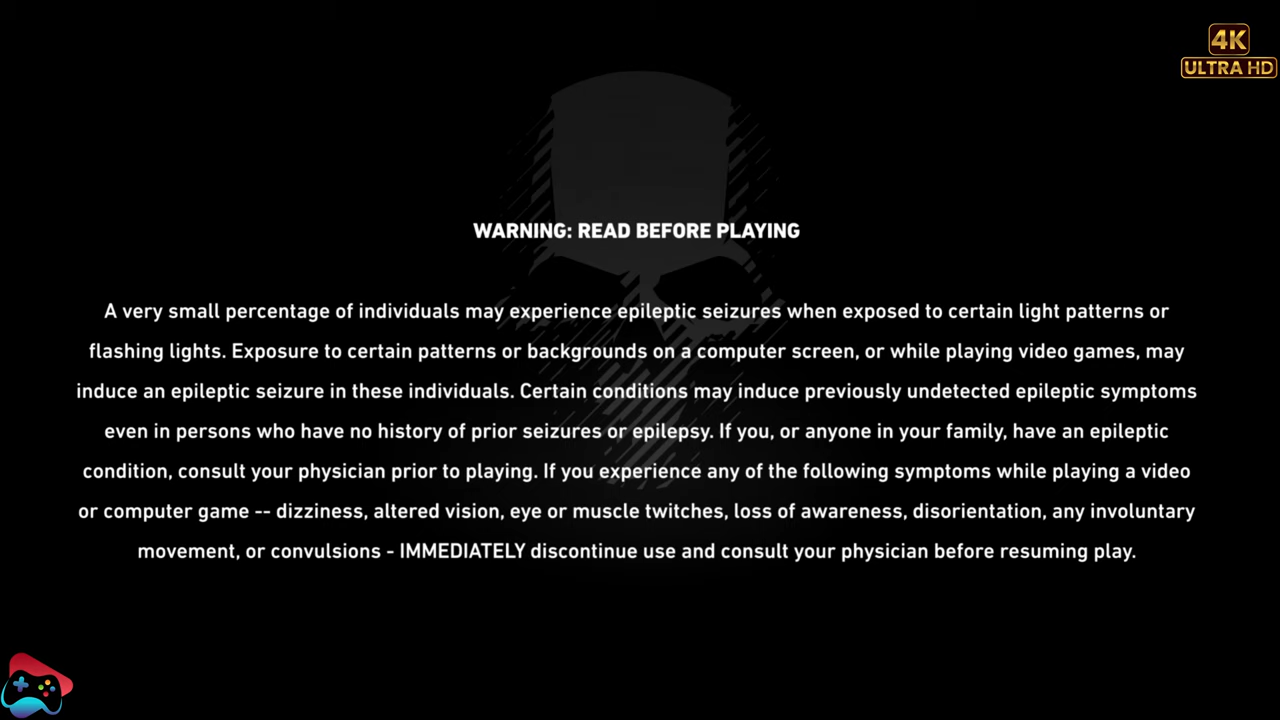 4K
ULTRA HD
WARNING: READ BEFORE PLAYING
A very small percentage of individuals may experience epileptic seizures when exposed to certain light patterns or
flashing lights. Exposure to certain patterns or backgrounds on a computer screen, or while playing video games, may
induce an epileptic seizure in these individuals. Certain conditions may induce previously undetected epileptic symptoms
even in persons who have no history of prior seizures or epilepsy. If you, or anyone in your family, have an epileptic
condition, consult your physician prior to playing. If you experience any of the following symptoms while playing a video
or computer game -- dizziness, altered vision, eye or muscle twitches, loss of awareness, disorientation, any involuntary
movement, or convulsions - IMMEDIATELY discontinue use and consult your physician before resuming play.